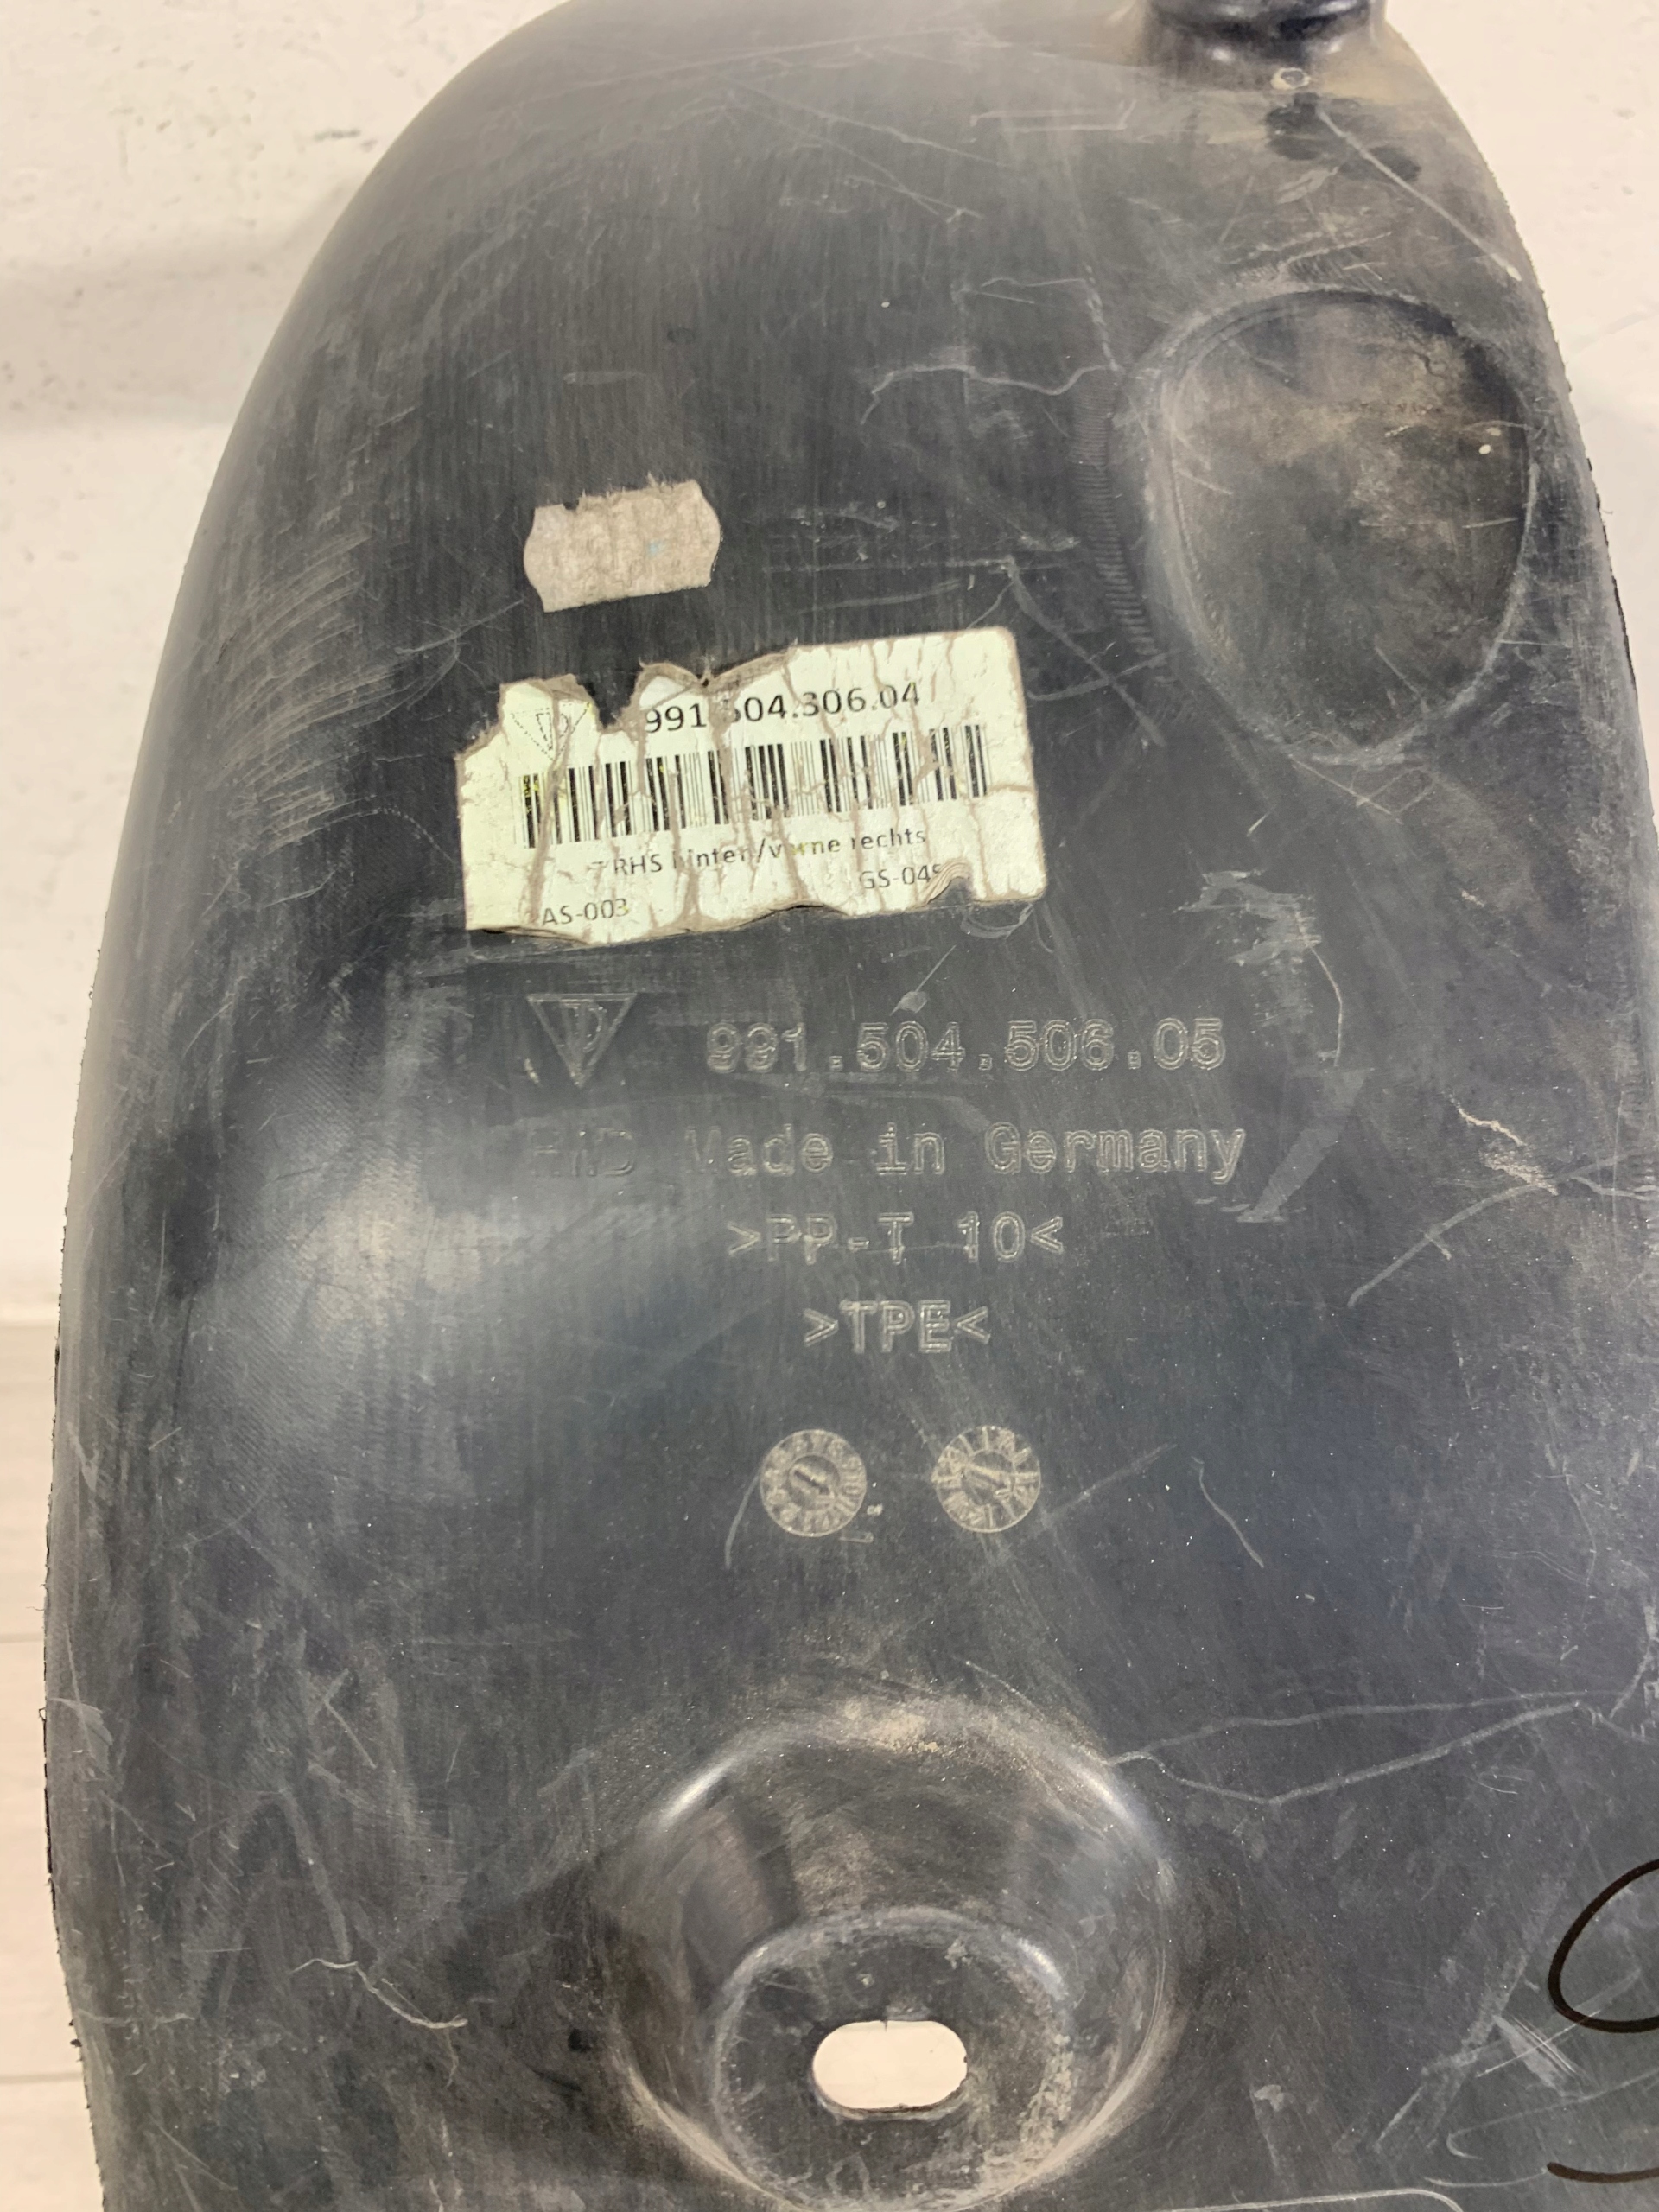 991.504.306.04
RHS hinten/vorne rechts
GS-04
AS-003
991.504.506.05
Made in Germany
>PP-T 10<
>TPE<